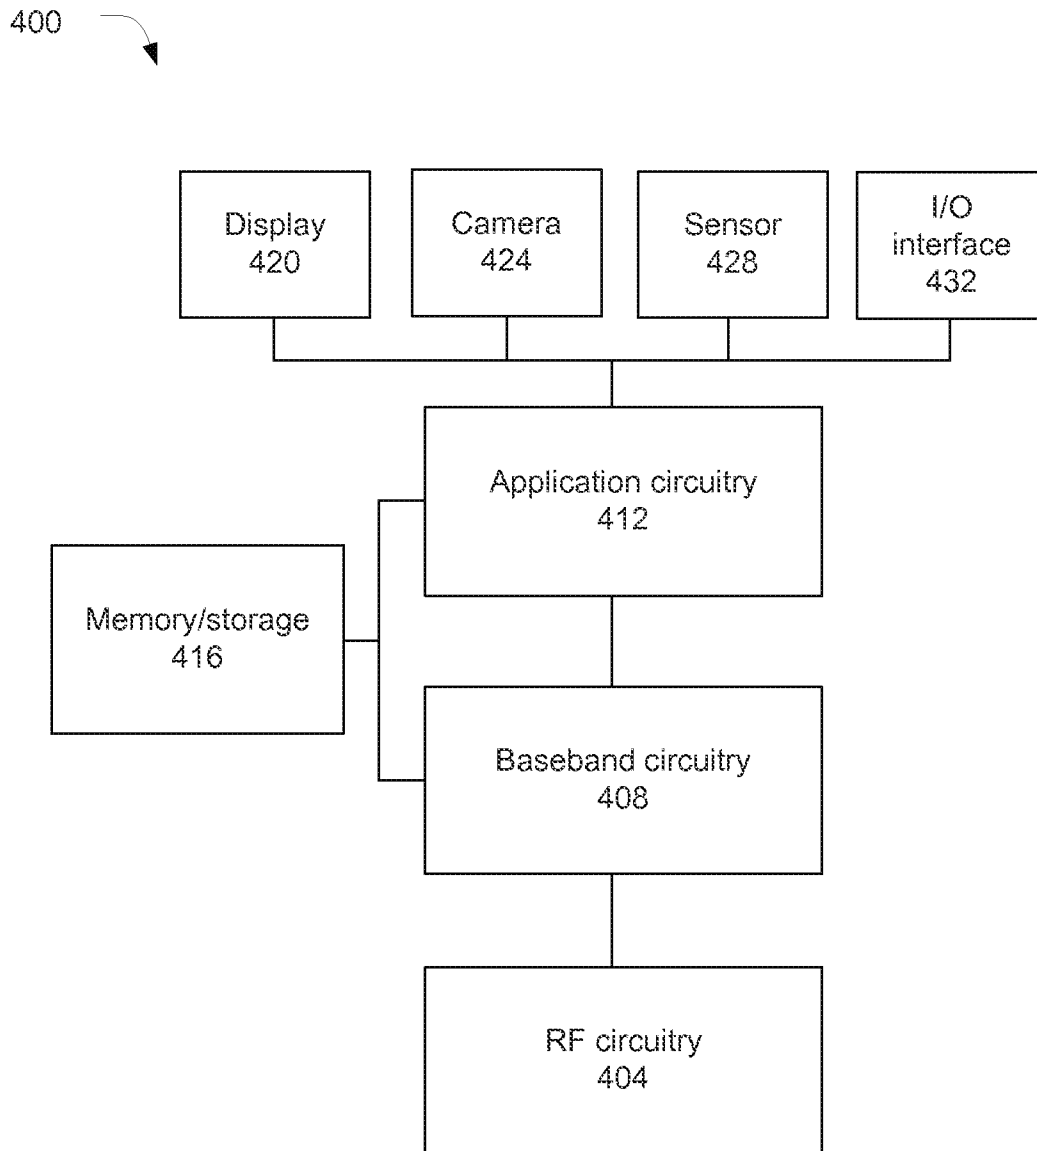 400
Display
420
Camera
424
Sensor
428
I/O
interface
432
Application circuitry
412
Memory/storage
416
Baseband circuitry
408
RF circuitry
404